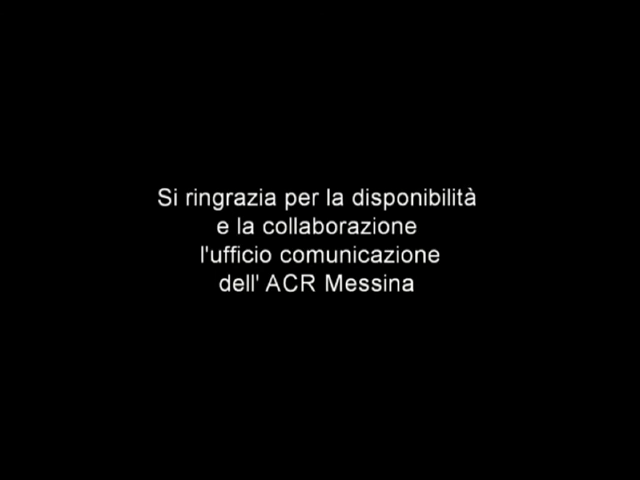 Si ringrazia per la disponibilità
e la collaborazione
l'ufficio comunicazione
dell' ACR Messina